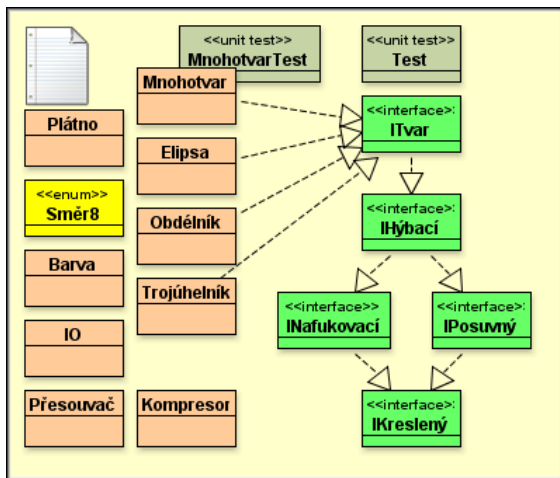 <<unit test>>
MnohotvarTest
<<unit test>>
Test
Mnohotvar
<<interface>:
ITvar
Plátno
Elipsa
<<enum>>
Směr8
Obdélník
<<interface>:
IHýbací
Barva
Trojúhelník
<<interface>>
INafukovací
<<interface>:
IPosuvný
IO
Přesouvač
Kompresor
<<interface>:
IKreslený